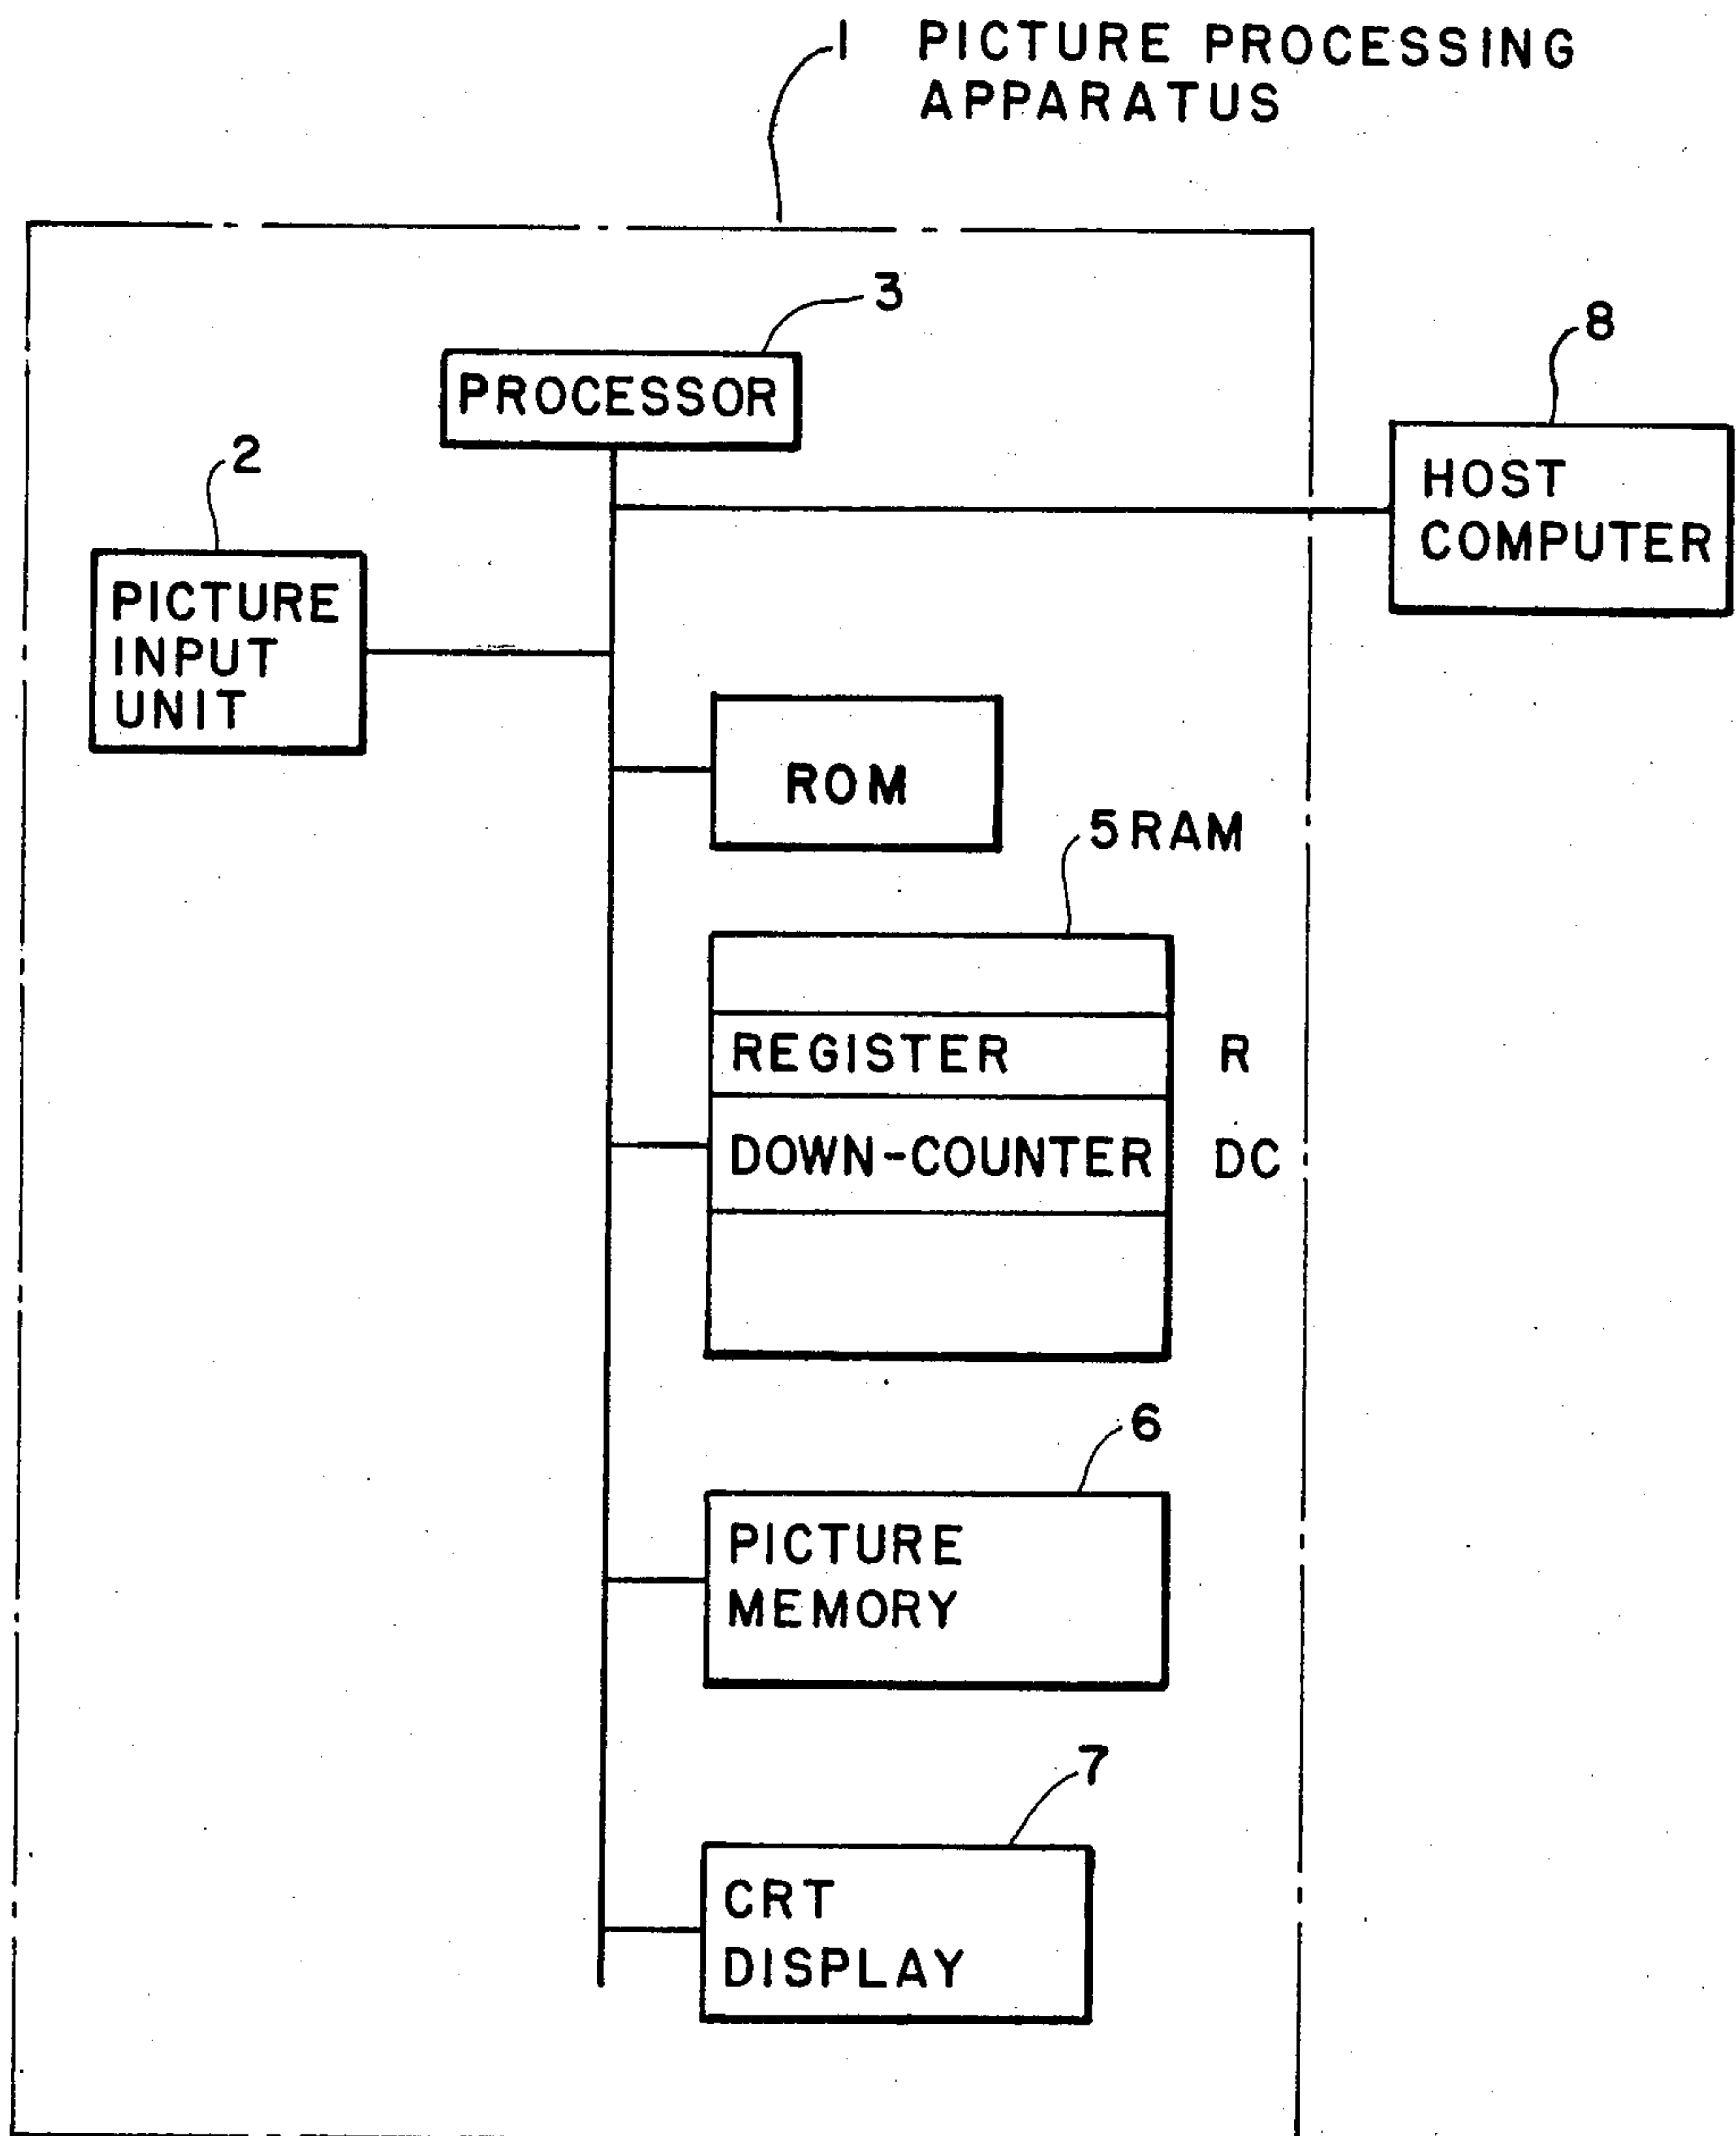 1 PICTURE PROCESSING
APPARATUS
3
PROCESSOR
8
HOST
COMPUTER
2
PICTURE
INPUT
UNIT
ROM
5 RAM
REGISTER R
DOWN-COUNTER DC
6
PICTURE
MEMORY
7
CRT
DISPLAY